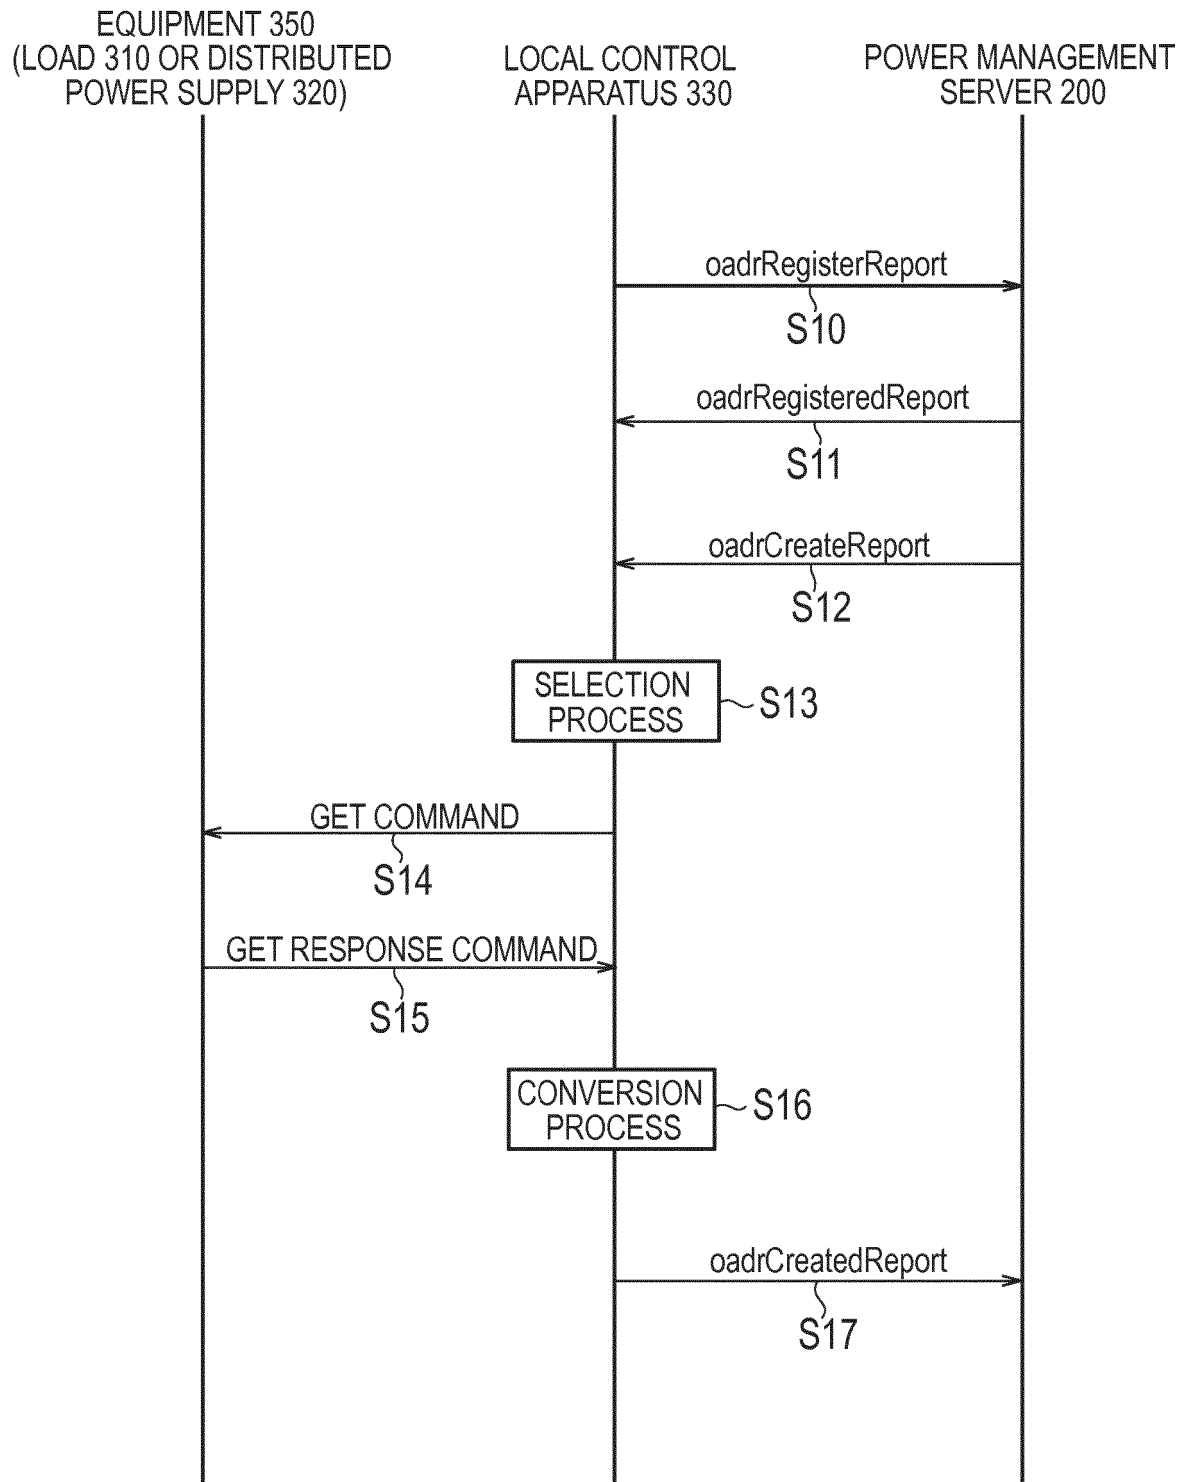 EQUIPMENT 350
(LOAD 310 OR DISTRIBUTED
POWER SUPPLY 320)
LOCAL CONTROL
APPARATUS 330
POWER MANAGEMENT
SERVER 200
oadrRegisterReport
S10
oadrRegisteredReport
S11
oadrCreateReport
S12
SELECTION
PROCESS
S13
GET COMMAND
S14
GET RESPONSE COMMAND
S15
CONVERSION
PROCESS
S16
oadrCreatedReport
S17